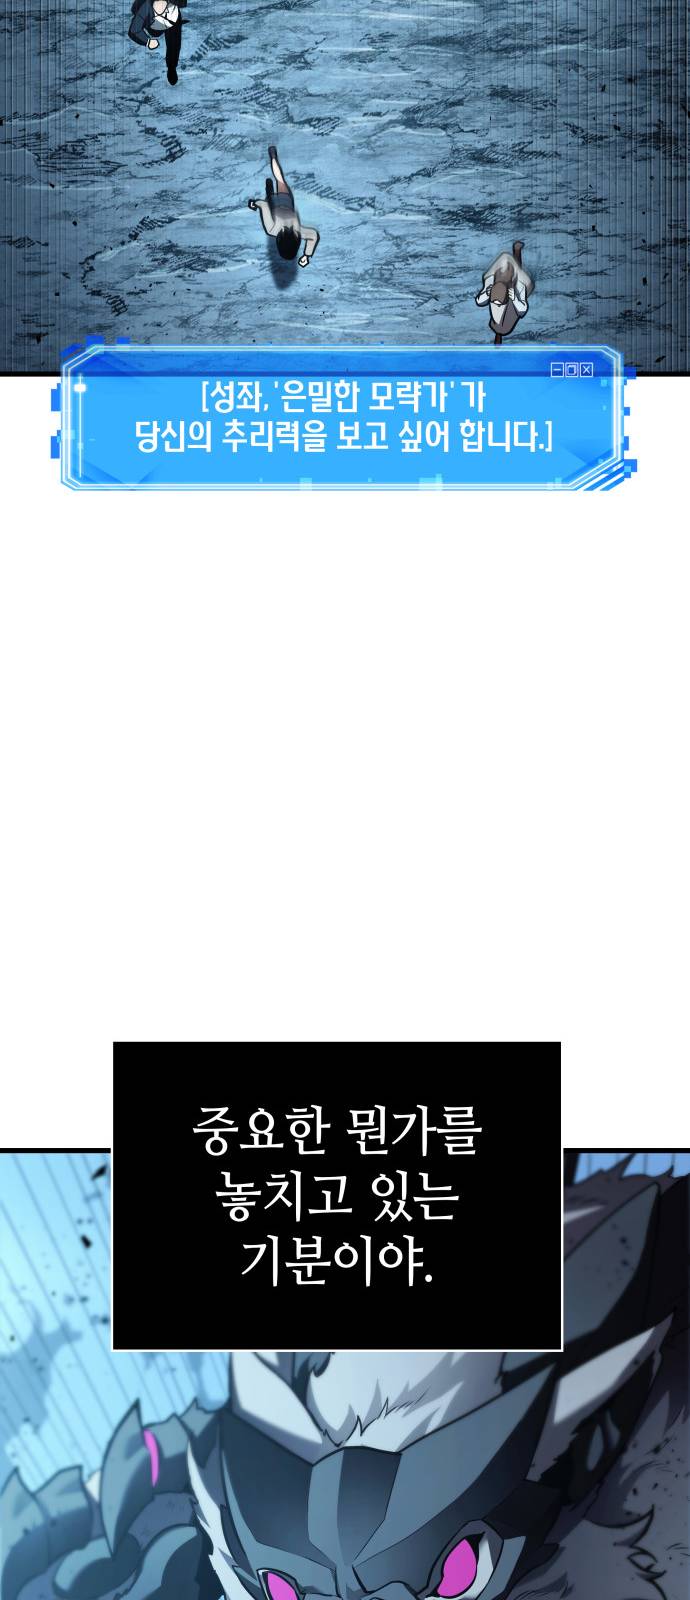 [성좌, '은밀한 모략가' 가
당신의 추리력을 보고 싶어 합니다.]
중요한 뭔가를
놓치고 있는
기분이야.